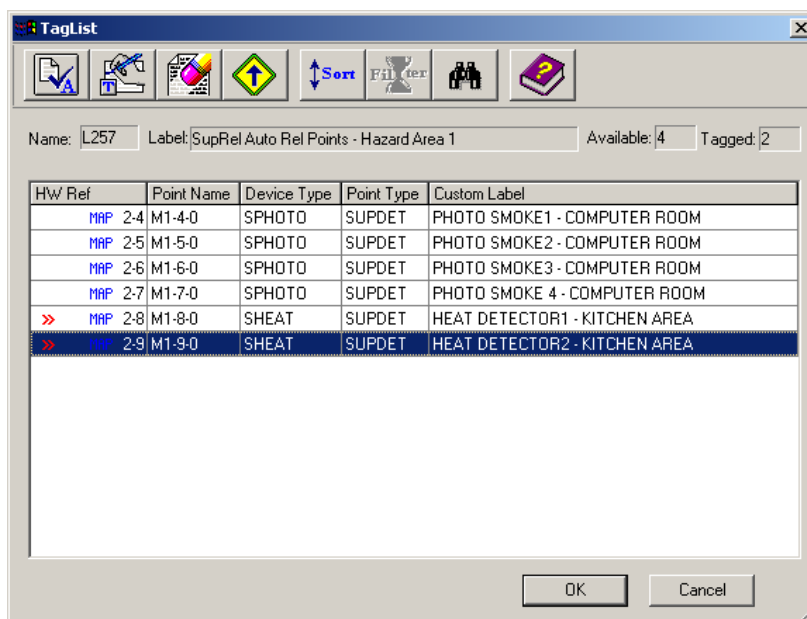 TagList
A T Sort Filter ?
Name: L257 Label: SupRel Auto Rel Points - Hazard Area 1 Available: 4 Tagged: 2
HW Ref Point Name Device Type Point Type Custom Label
MAP 2-4 M1-4-0 SPHOTO SUPDET PHOTO SMOKE1 - COMPUTER ROOM
MAP 2-5 M1-5-0 SPHOTO SUPDET PHOTO SMOKE2 - COMPUTER ROOM
MAP 2-6 M1-6-0 SPHOTO SUPDET PHOTO SMOKE3 - COMPUTER ROOM
MAP 2-7 M1-7-0 SPHOTO SUPDET PHOTO SMOKE 4 - COMPUTER ROOM
» MAP 2-8 M1-8-0 SHEAT SUPDET HEAT DETECTOR1 - KITCHEN AREA
» MAP 2-9 M1-9-0 SHEAT SUPDET HEAT DETECTOR2 - KITCHEN AREA
OK Cancel